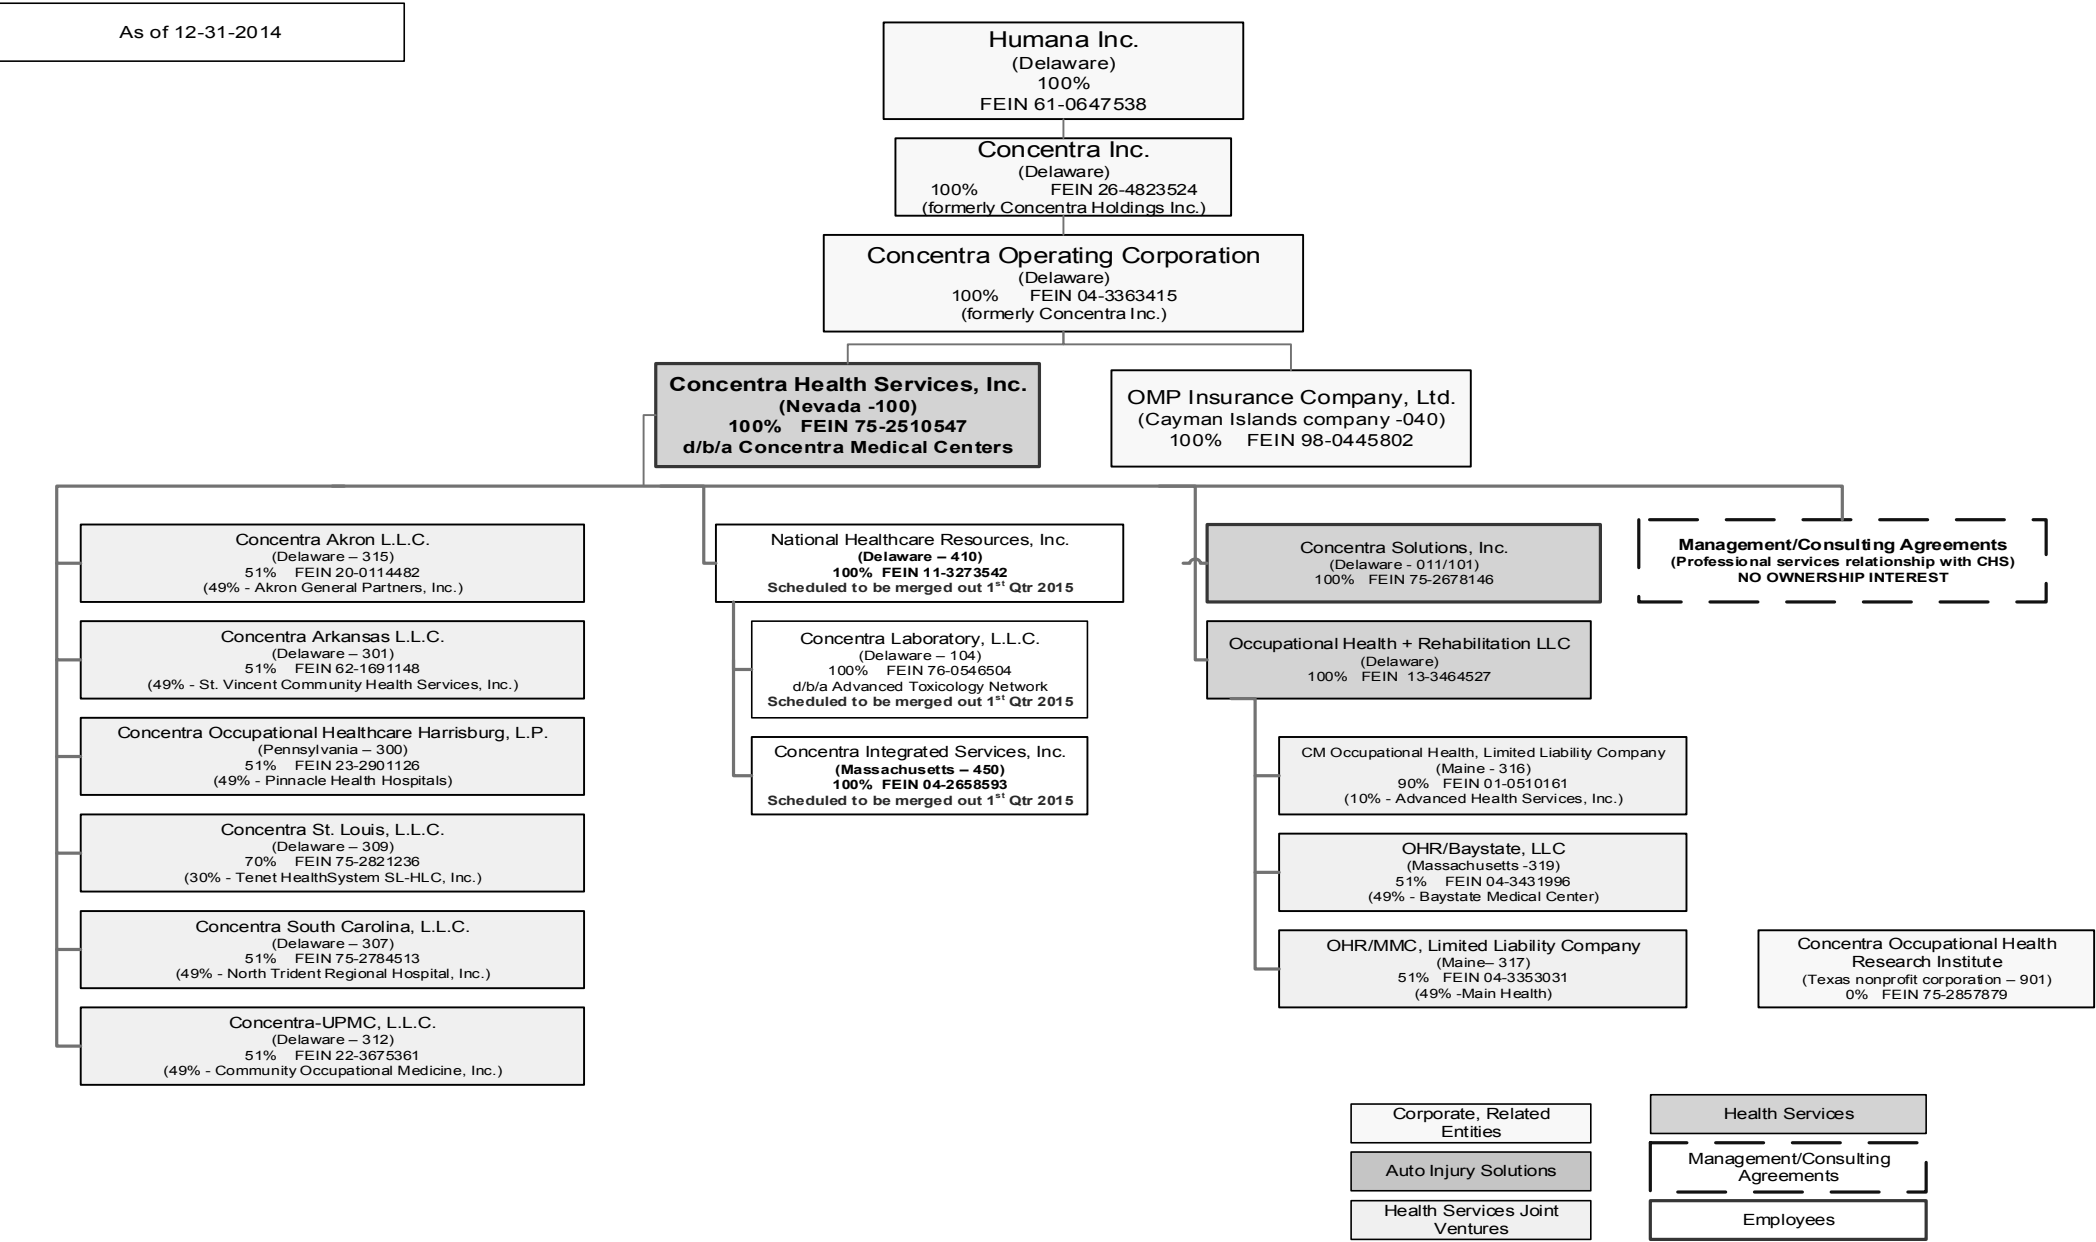 As of 12-31-2014
Humana Inc.
(Delaware)
100%
FEIN 61-0647538
Concentra Inc.
(Delaware)
100% FEIN 26-4823524
(formerly Concentra Holdings Inc.)
Concentra Operating Corporation
(Delaware)
100% FEIN 04-3363415
(formerly Concentra Inc.)
Concentra Health Services, Inc.
(Nevada -100)
100% FEIN 75-2510547
d/b/a Concentra Medical Centers
OMP Insurance Company, Ltd.
(Cayman Islands company -040)
100% FEIN 98-0445802
Concentra Akron L.L.C.
(Delaware – 315)
51% FEIN 20-0114482
(49% - Akron General Partners, Inc.)
Concentra Arkansas L.L.C.
(Delaware – 301)
51% FEIN 62-1691148
(49% - St. Vincent Community Health Services, Inc.)
Concentra Occupational Healthcare Harrisburg, L.P.
(Pennsylvania – 300)
51% FEIN 23-2901126
(49% - Pinnacle Health Hospitals)
Concentra St. Louis, L.L.C.
(Delaware – 309)
70% FEIN 75-2821236
(30% - Tenet HealthSystem SL-HLC, Inc.)
Concentra South Carolina, L.L.C.
(Delaware – 307)
51% FEIN 75-2784513
(49% - North Trident Regional Hospital, Inc.)
Concentra-UPMC, L.L.C.
(Delaware – 312)
51% FEIN 22-3675361
(49% - Community Occupational Medicine, Inc.)
National Healthcare Resources, Inc.
(Delaware – 410)
100% FEIN 11-3273542
Scheduled to be merged out 1st Qtr 2015
Concentra Laboratory, L.L.C.
(Delaware – 104)
100% FEIN 76-0546504
d/b/a Advanced Toxicology Network
Scheduled to be merged out 1st Qtr 2015
Concentra Integrated Services, Inc.
(Massachusetts – 450)
100% FEIN 04-2658593
Scheduled to be merged out 1st Qtr 2015
Concentra Solutions, Inc.
(Delaware - 011/101)
100% FEIN 75-2678146
Occupational Health + Rehabilitation LLC
(Delaware)
100% FEIN 13-3464527
CM Occupational Health, Limited Liability Company
(Maine - 316)
90% FEIN 01-0510161
(10% - Advanced Health Services, Inc.)
OHR/Baystate, LLC
(Massachusetts -319)
51% FEIN 04-3431996
(49% - Baystate Medical Center)
OHR/MMC, Limited Liability Company
(Maine– 317)
51% FEIN 04-3353031
(49% -Main Health)
Management/Consulting Agreements
(Professional services relationship with CHS)
NO OWNERSHIP INTEREST
Concentra Occupational Health
Research Institute
(Texas nonprofit corporation – 901)
0% FEIN 75-2857879
Corporate, Related
Entities
Auto Injury Solutions
Health Services Joint
Ventures
Health Services
Management/Consulting
Agreements
Employees